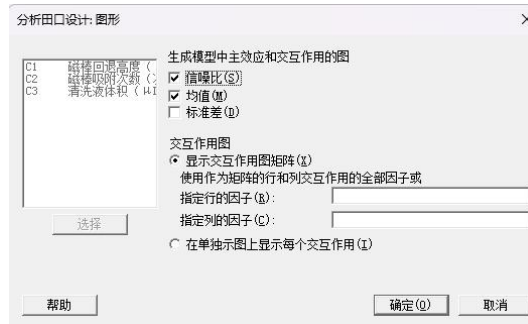 分析田口设计: 图形
C1 磁棒回退高度 (
C2 磁棒吸附次数 (
C3 清洗液体积 (
生成模型中主效应和交互作用的图
信噪比(S)
均值(M)
标准差(D)
交互作用图
显示交互作用图矩阵(X)
使用作为矩阵的行和列交互作用的全部因子或
指定行的因子(R):
指定列的因子(C):
选择
在单独示图上显示每个交互作用(I)
帮助
确定(O)
取消